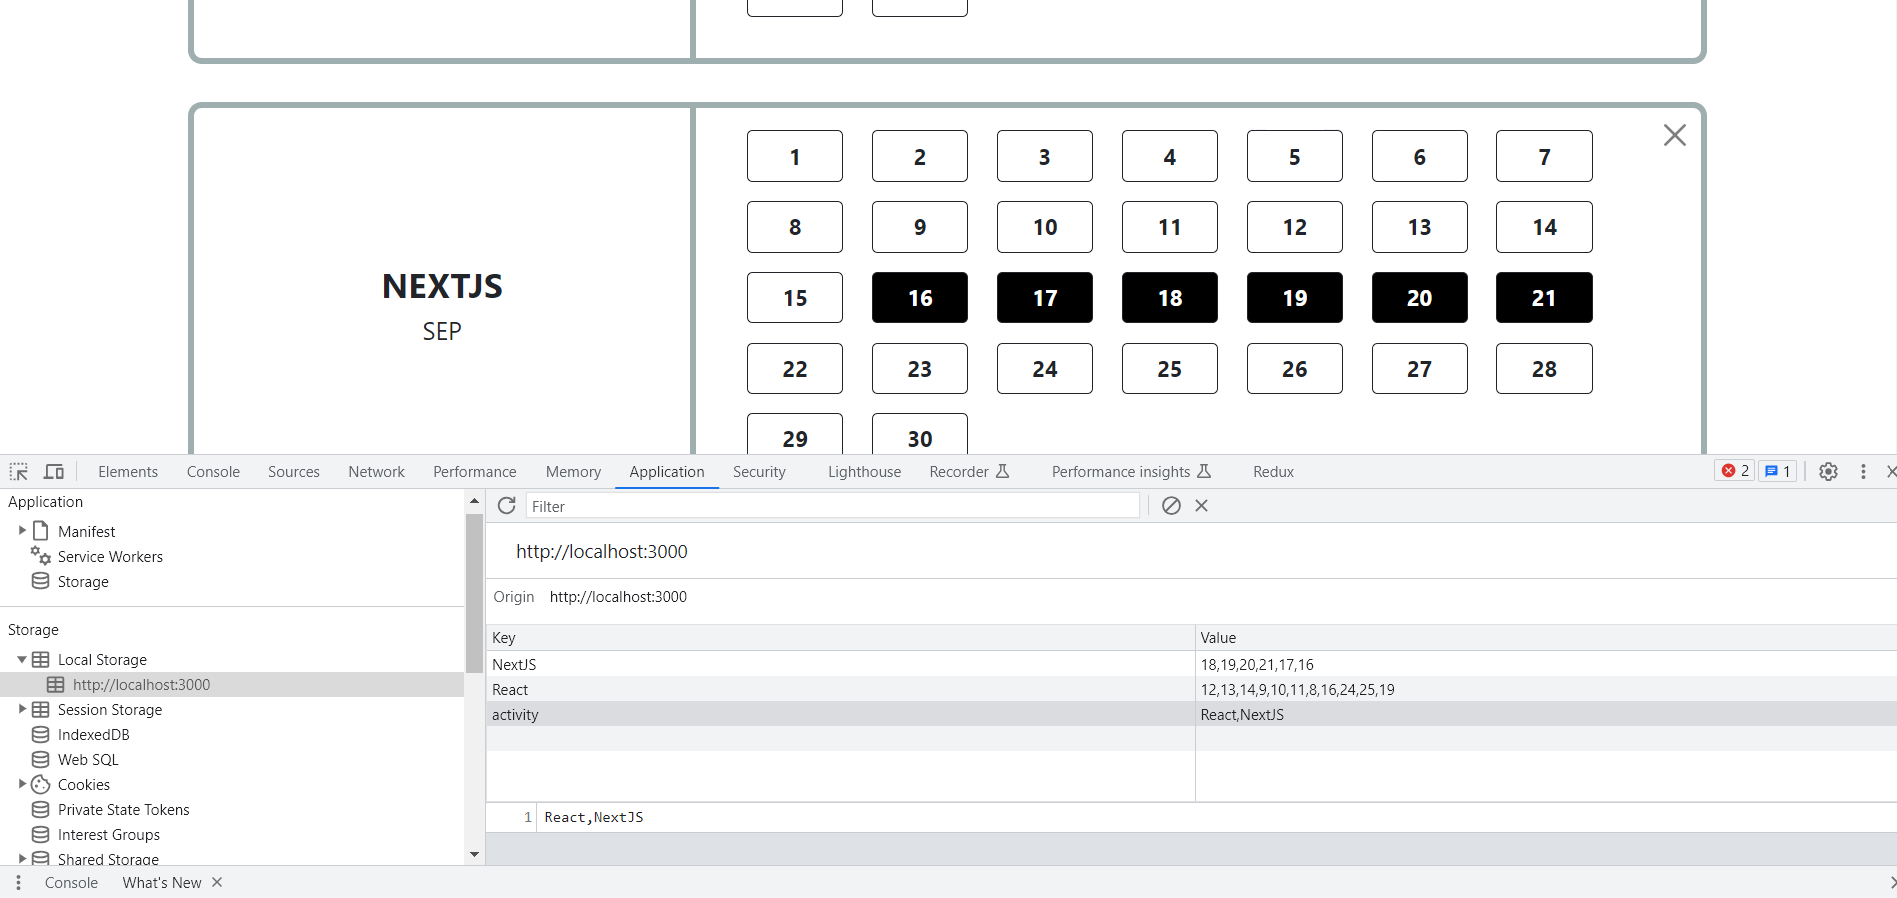 1 2 3 4 5 6 7
8 9 10 11 12 13 14
NEXTJS
SEP
15 16 17 18 19 20 21
22 23 24 25 26 27 28
29 30
Elements Console Sources Network Performance Memory Application Security Lighthouse Recorder Performance insights Redux 2 1
Application
Manifest
Service Workers
Storage
Storage
Local Storage
http://localhost:3000
Session Storage
IndexedDB
Web SQL
Cookies
Private State Tokens
Interest Groups
Shared Storage
Filter
http://localhost:3000
Origin http://localhost:3000
Key Value
NextJS 18,19,20,21,17,16
React 12,13,14,9,10,11,8,16,24,25,19
activity React,NextJS
1 React,NextJS
Console What's New